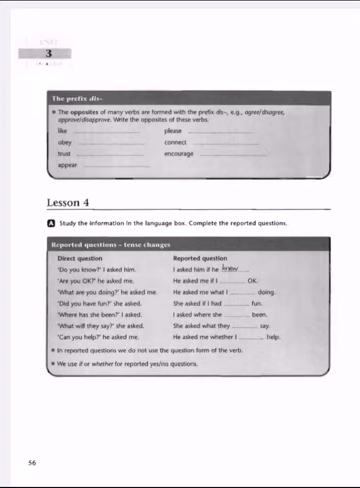 3
The prefix dis-
• The opposites of many verbs are formed with the prefix dis-, e.g., agree/disagree,
approve/disapprove. Write the opposites of these verbs.
like please
obey connect
trust encourage
appear
Lesson 4
A Study the information in the language box. Complete the reported questions.
Reported questions – tense changes
Direct question Reported question
'Do you know?' I asked him. I asked him if he knew
'Are you OK?' he asked me. He asked me if I OK.
'What are you doing?' he asked me. He asked me what I doing.
'Did you have fun?' she asked. She asked if I had fun.
'Where has she been?' I asked. I asked where she been.
'What will they say?' she asked. She asked what they say.
'Can you help?' he asked me. He asked me whether I help.
• In reported questions we do not use the question form of the verb.
• We use if or whether for reported yes/no questions.
56